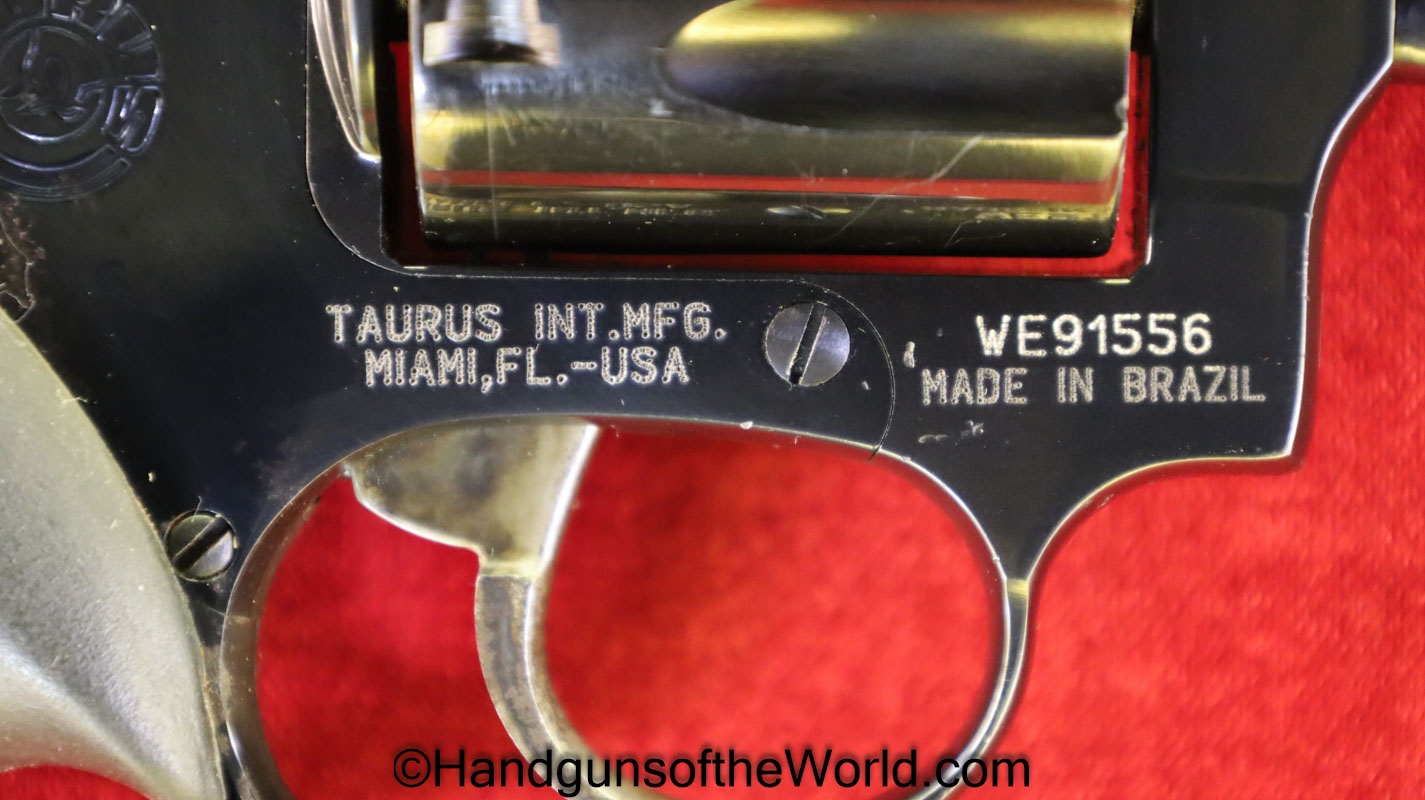 TAURUS INT.MFG.
MIAMI,FL.-USA
WE91556
MADE IN BRAZIL
©HandgunsoftheWorld.com